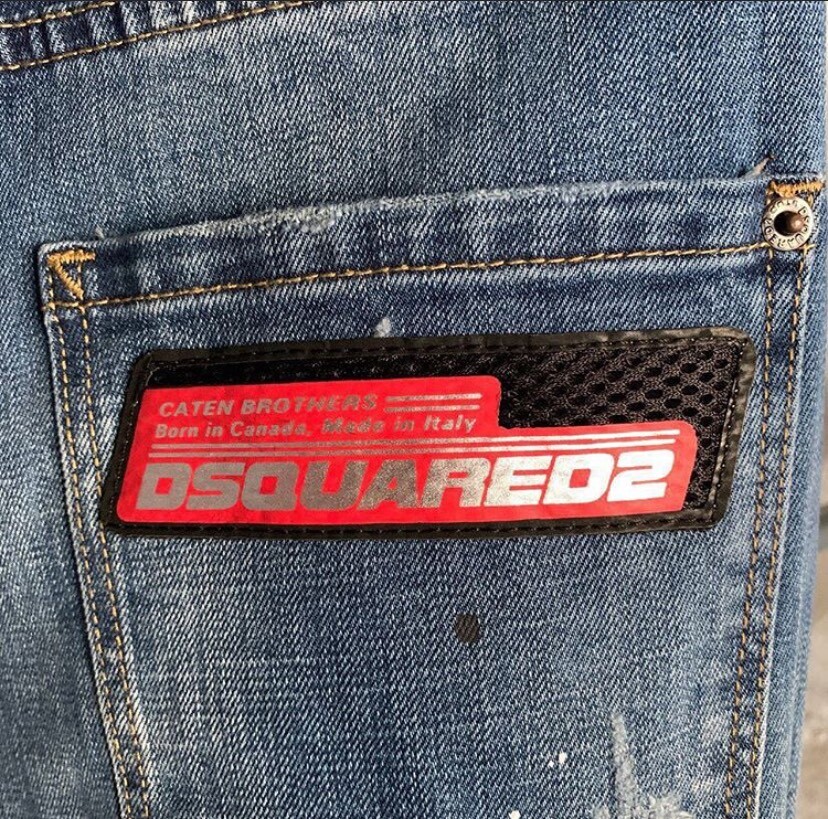 CATEN BROTHERS
Born in Canada, Made in Italy
DSQUARED2